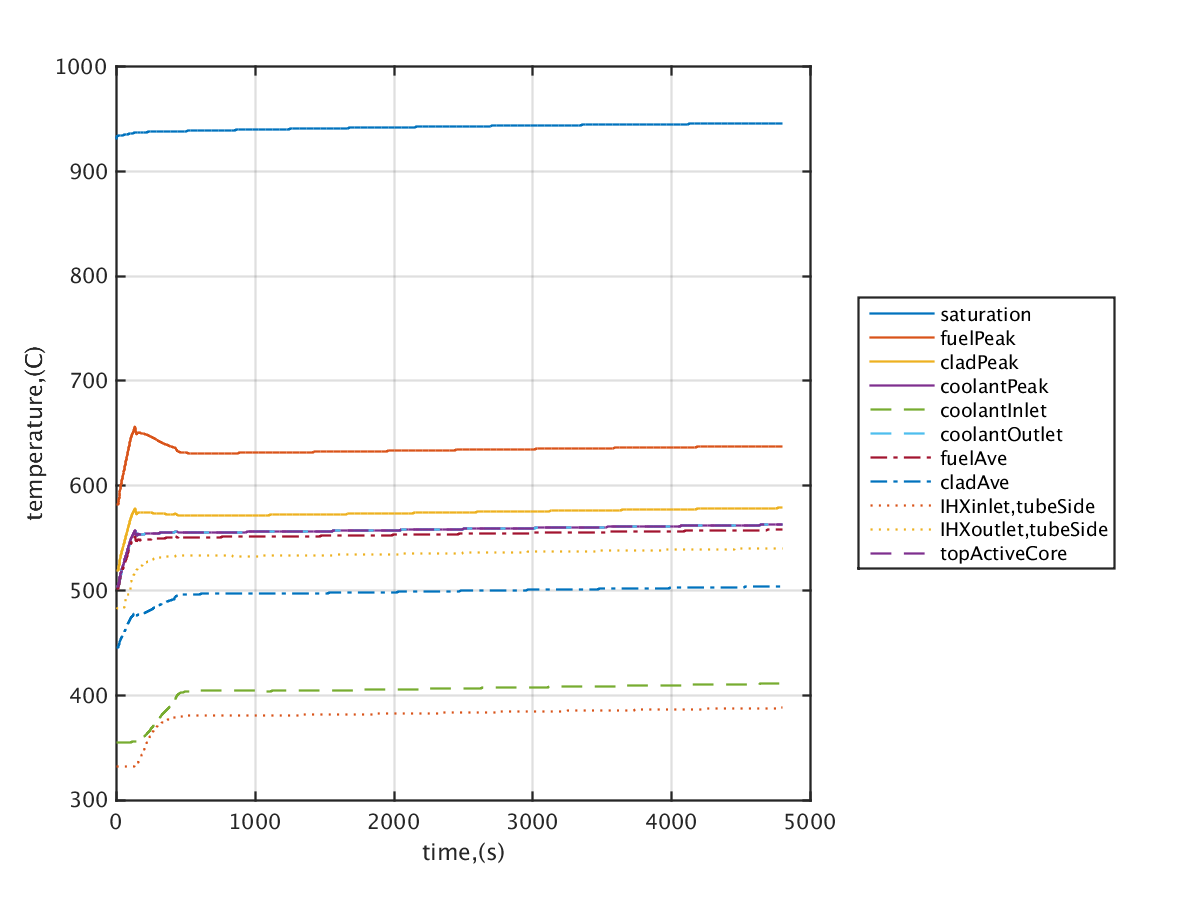 1000
900
800
700
600
500
400
300
temperature,(C)
0 1000 2000 3000 4000 5000
time,(s)
saturation
fuelPeak
cladPeak
coolantPeak
coolantInlet
coolantOutlet
fuelAve
cladAve
IHXinlet,tubeSide
IHXoutlet,tubeSide
topActiveCore